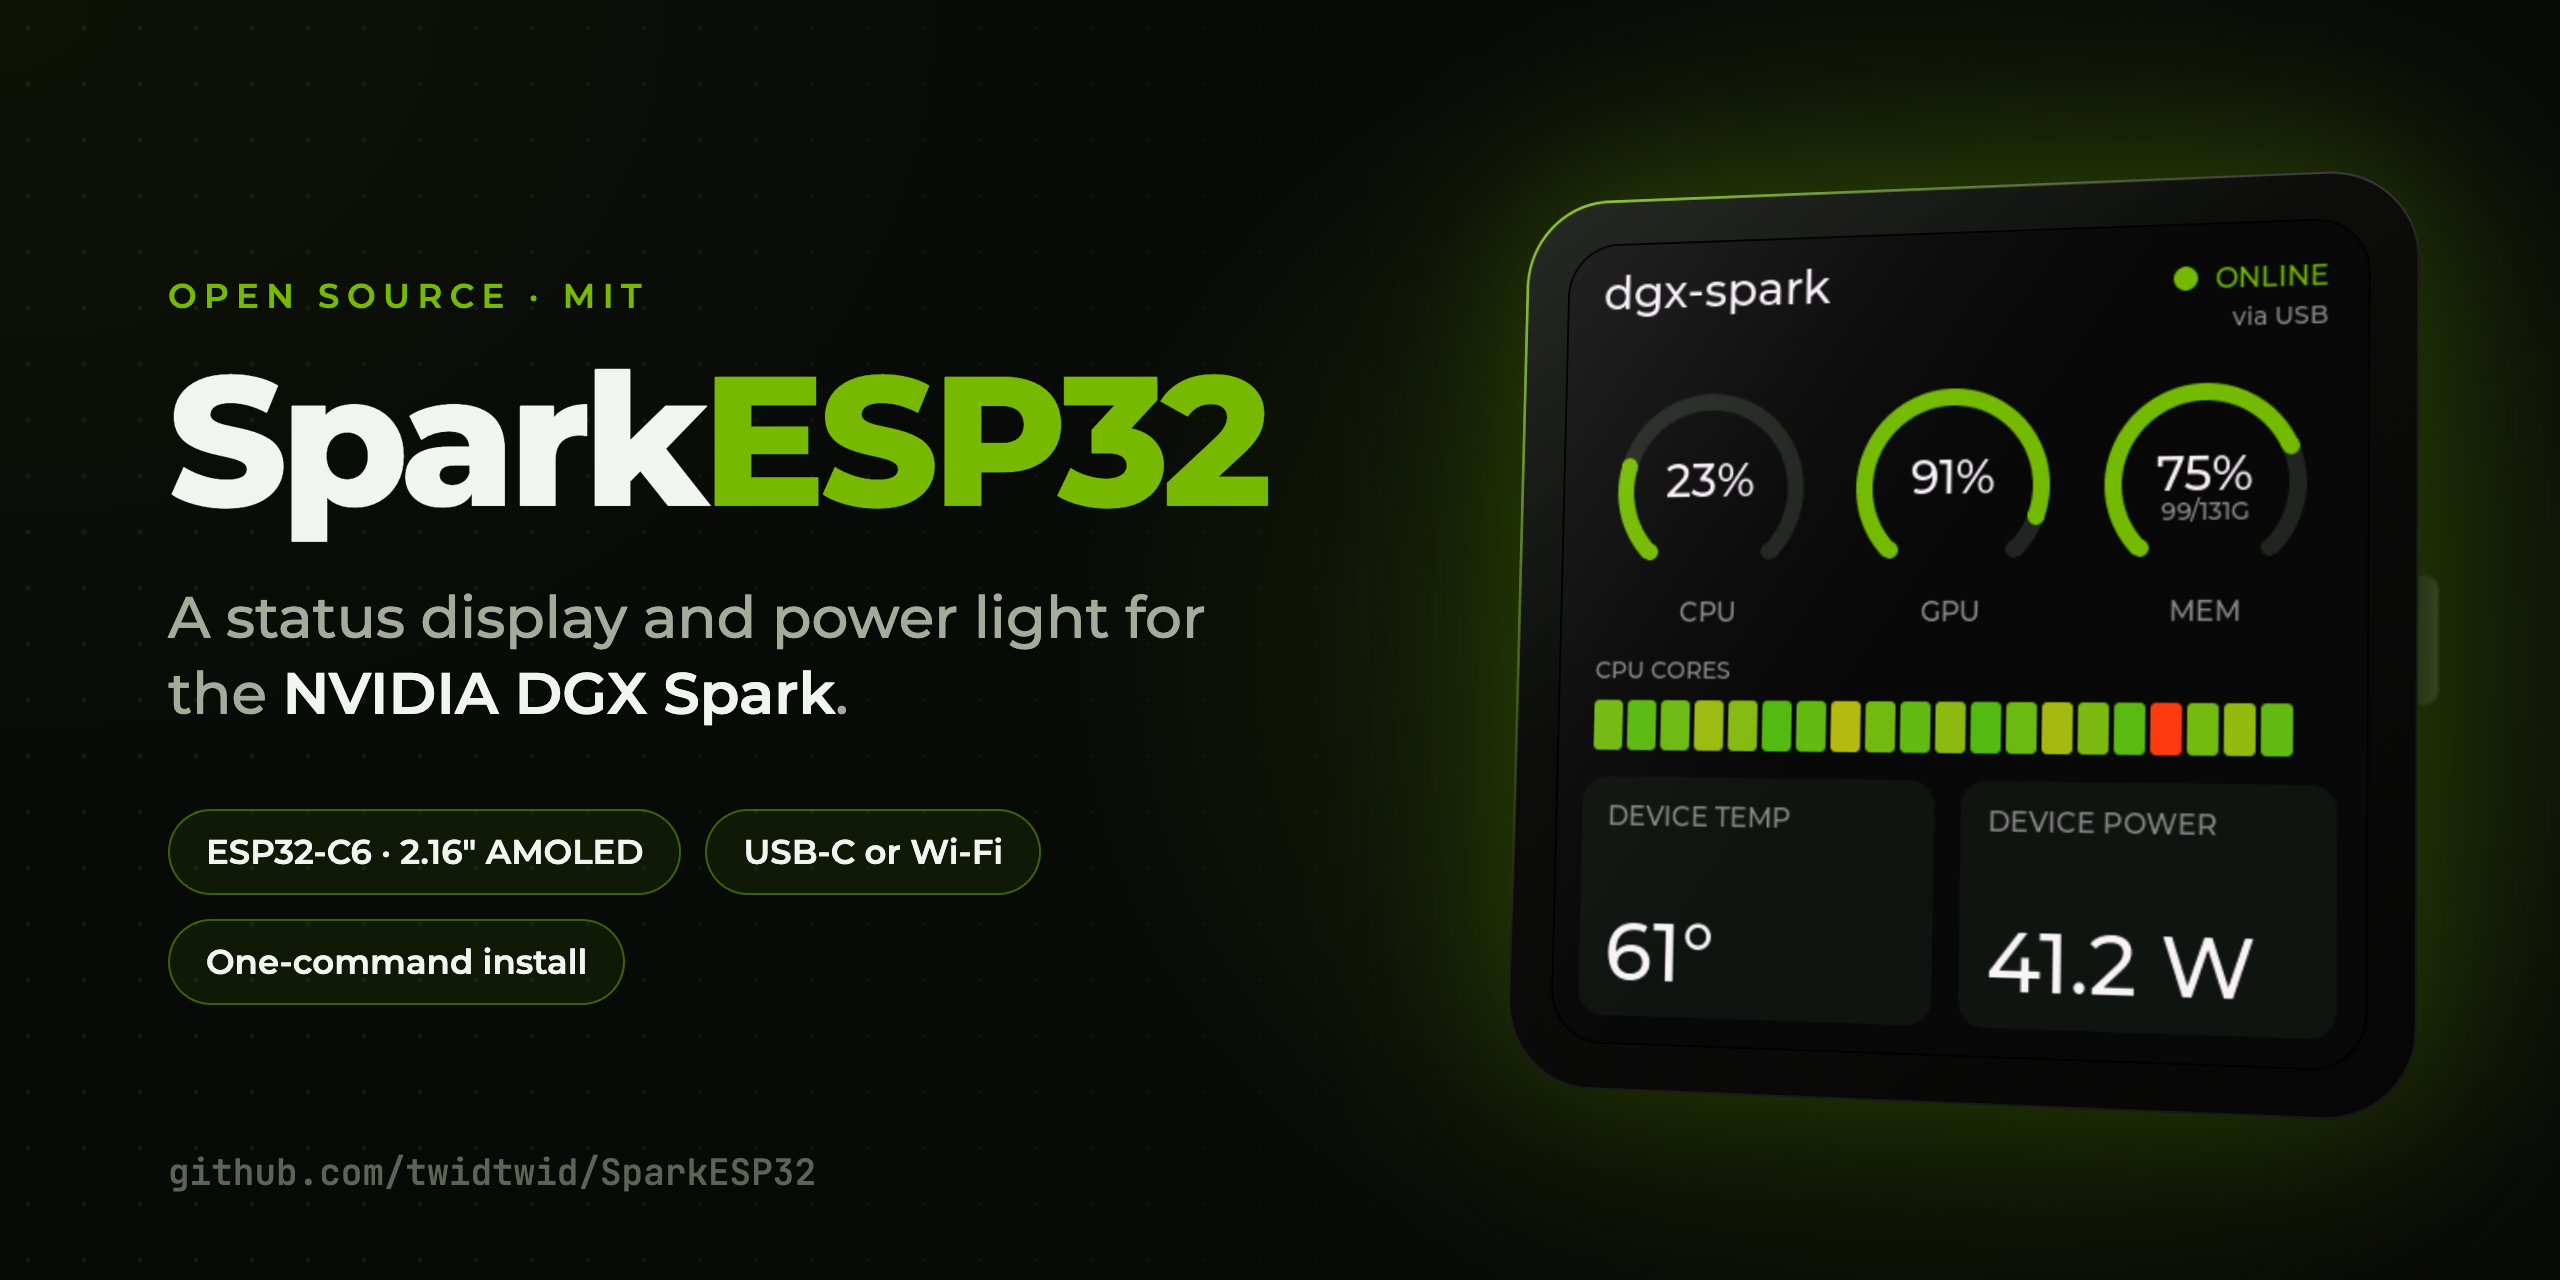 OPEN SOURCE · MIT
SparkESP32
A status display and power light for
the NVIDIA DGX Spark.
ESP32-C6 · 2.16" AMOLED
USB-C or Wi-Fi
One-command install
github.com/twidtwid/SparkESP32
dgx-spark
ONLINE
via USB
23%
91%
75%
99/131G
CPU
GPU
MEM
CPU CORES
DEVICE TEMP
DEVICE POWER
61°
41.2 W